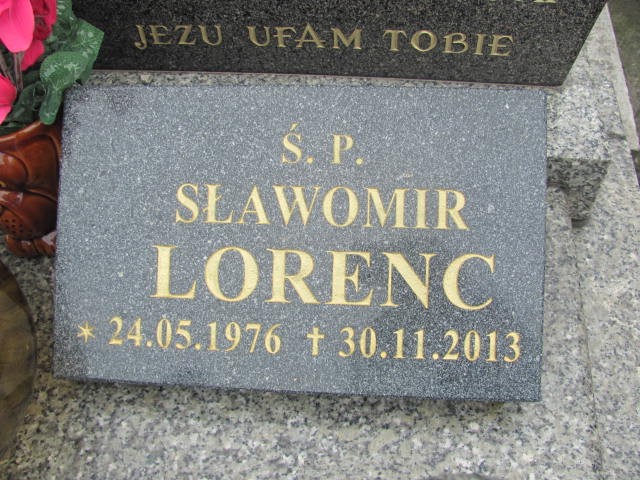 JEZU UFAM TOBIE
Ś. P.
SŁAWOMIR
LORENC
* 24.05.1976 † 30.11.2013